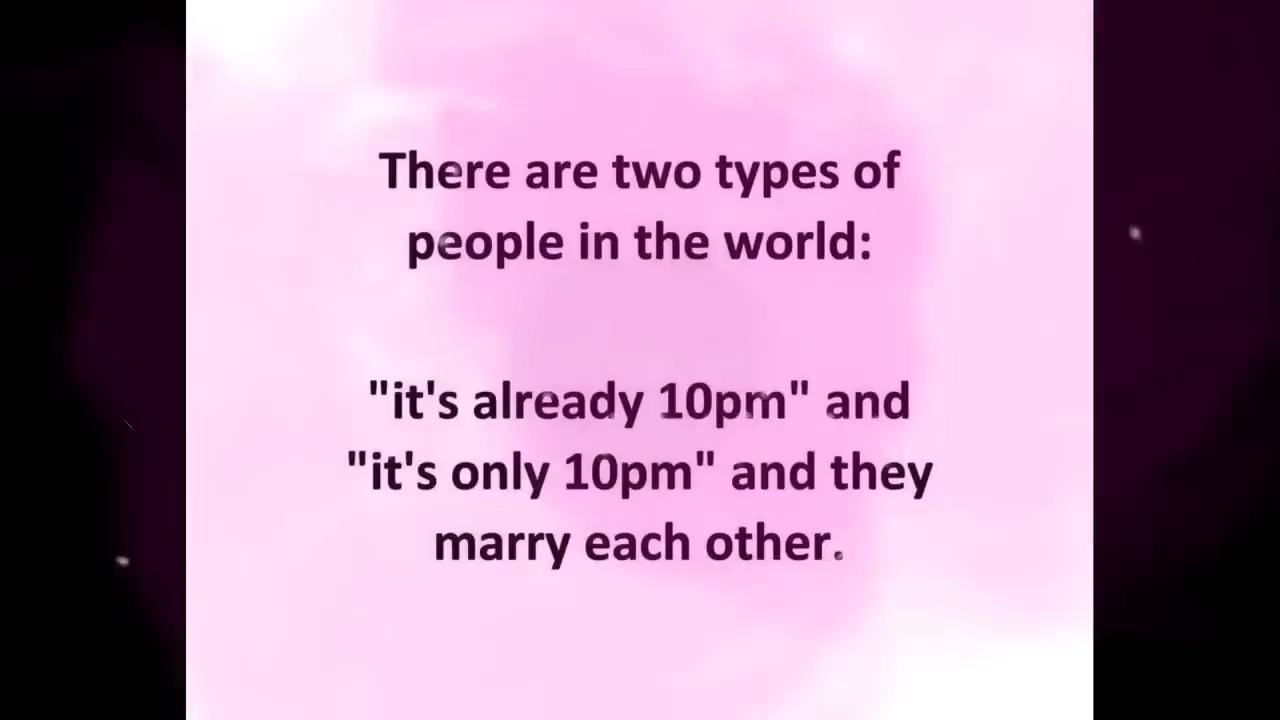 There are two types of
people in the world:
"it's already 10pm" and
"it's only 10pm" and they
marry each other.